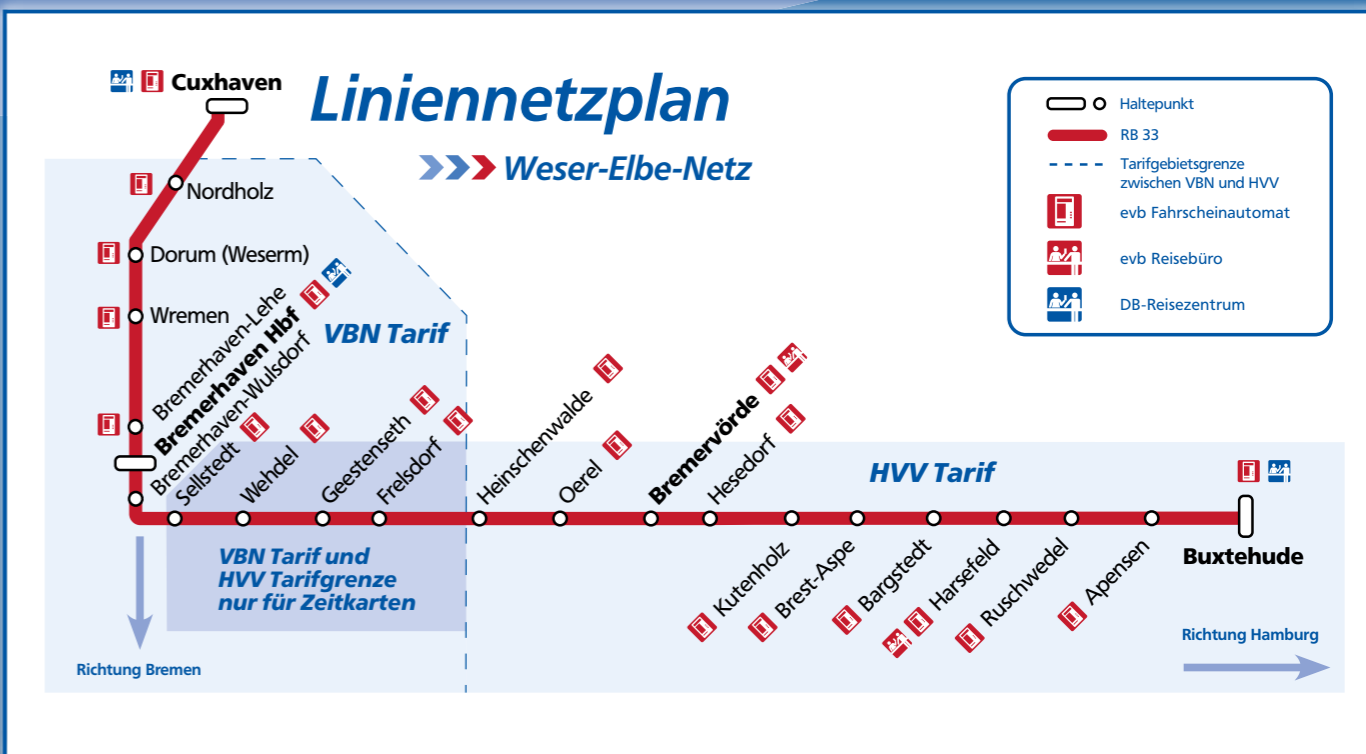 Cuxhaven
Liniennetzplan
Weser-Elbe-Netz
Haltepunkt
RB 33
Tarifgebietsgrenze
zwischen VBN und HVV
evb Fahrscheinautomat
evb Reisebüro
DB-Reisezentrum
Nordholz
Dorum (Weserm)
Wremen
Bremerhaven-Lehe
Bremerhaven Hbf
Bremerhaven-Wulsdorf
VBN Tarif
Sellstedt
Wehdel
Geestenseth
Frelsdorf
Heinschenwalde
Oerel
Bremervörde
Hesedorf
HVV Tarif
Kutenholz
Brest-Aspe
Bargstedt
Harsefeld
Ruschwedel
Apensen
Buxtehude
VBN Tarif und
HVV Tarifgrenze
nur für Zeitkarten
Richtung Bremen
Richtung Hamburg